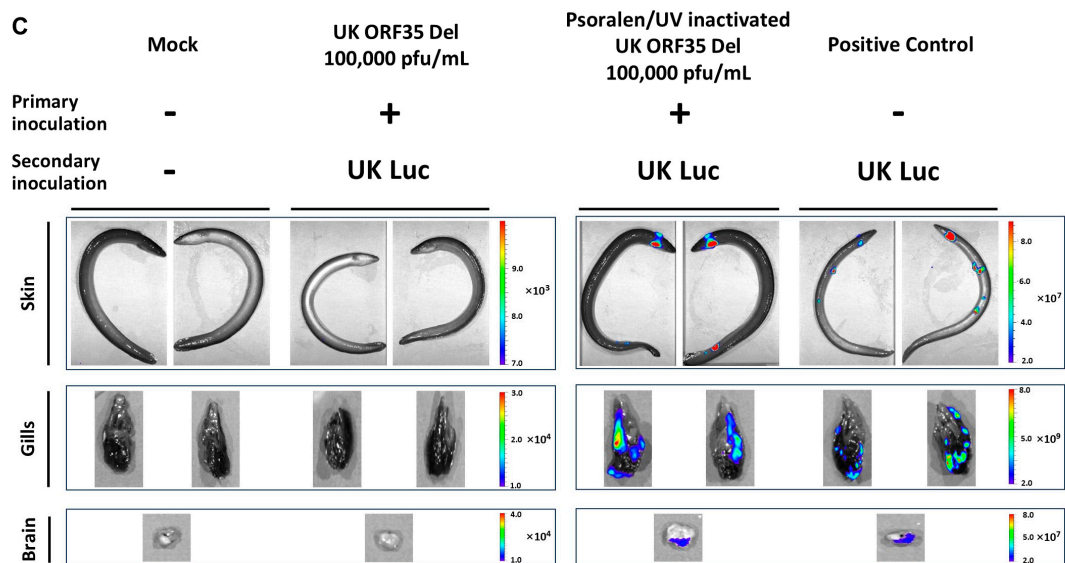 C
Mock
UK ORF35 Del
100,000 pfu/mL
Psoralen/UV inactivated
UK ORF35 Del
100,000 pfu/mL
Positive Control
Primary
inoculation
-
+
+
-
Secondary
inoculation
-
UK Luc
UK Luc
UK Luc
Skin
9.0
×10³
8.0
7.0
8.0
6.0
×10⁷
4.0
2.0
Gills
3.0
2.0
×10⁴
1.0
8.0
5.0
×10⁹
2.0
Brain
4.0
×10⁴
1.0
8.0
5.0
×10⁷
2.0